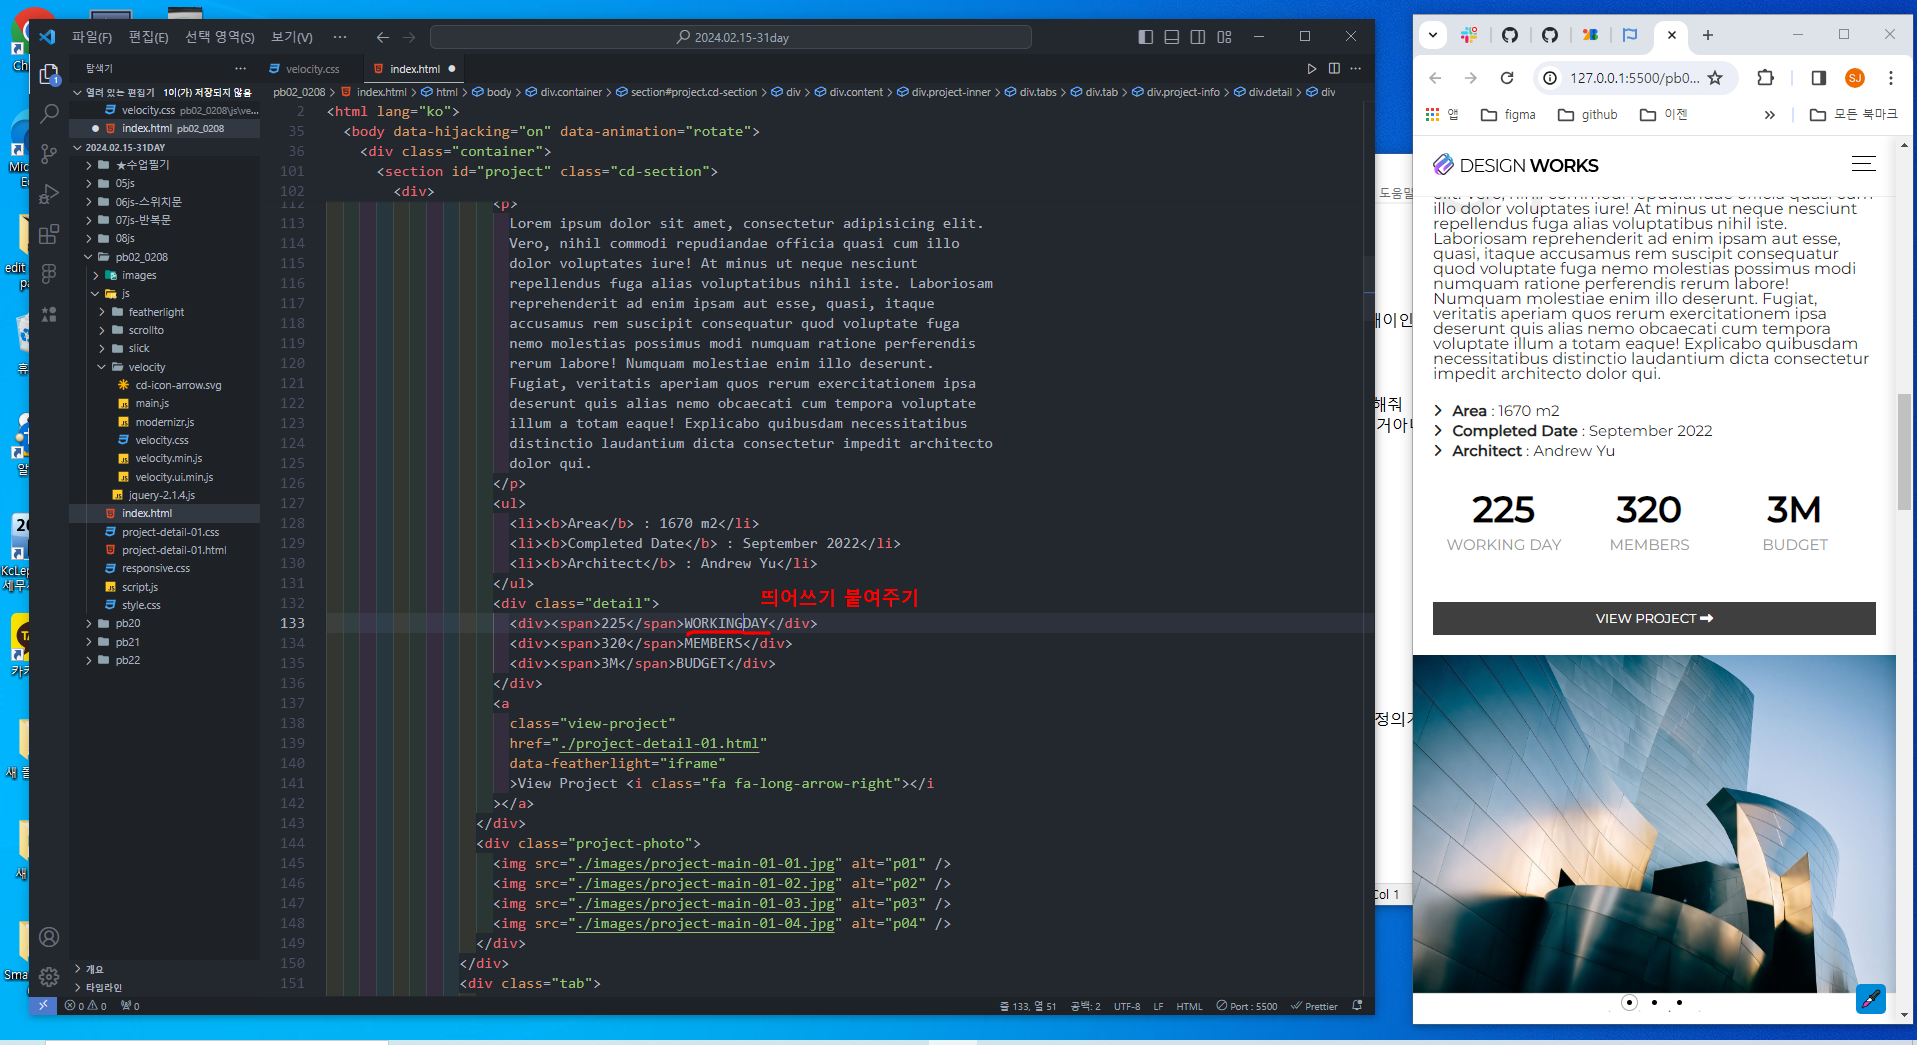 파일(F) 편집(E) 선택 영역(S) 보기(V) ··· 2024.02.15-31day
탐색기 ···
열려 있는 편집기 1이(가) 저장되지 않음
velocity.css pb02_0208\js\ve...
index.html pb02_0208
2024.02.15-31DAY
★수업필기
05js
06js-스위치문
07js-반복문
08js
pb02_0208
images
js
featherlight
scrollto
slick
velocity
cd-icon-arrow.svg
main.js
modernizr.js
velocity.css
velocity.min.js
velocity.ui.min.js
jquery-2.1.4.js
index.html
project-detail-01.css
project-detail-01.html
responsive.css
script.js
style.css
pb20
pb21
pb22
개요
타임라인
velocity.css index.html
pb02_0208 > index.html > html > body > div.container > section#project.cd-section > div > div.content > div.project-inner > div.tabs > div.tab > div.project-info > div.detail > div
2 <html lang="ko">
35 <body data-hijacking="on" data-animation="rotate">
36 <div class="container">
101 <section id="project" class="cd-section">
102 <div>
112 <p>
113 Lorem ipsum dolor sit amet, consectetur adipisicing elit.
114 Vero, nihil commodi repudiandae officia quasi cum illo
115 dolor voluptates iure! At minus ut neque nesciunt
116 repellendus fuga alias voluptatibus nihil iste. Laboriosam
117 reprehenderit ad enim ipsam aut esse, quasi, itaque
118 accusamus rem suscipit consequatur quod voluptate fuga
119 nemo molestias possimus modi numquam ratione perferendis
120 rerum labore! Numquam molestiae enim illo deserunt.
121 Fugiat, veritatis aperiam quos rerum exercitationem ipsa
122 deserunt quis alias nemo obcaecati cum tempora voluptate
123 illum a totam eaque! Explicabo quibusdam necessitatibus
124 distinctio laudantium dicta consectetur impedit architecto
125 dolor qui.
126 </p>
127 <ul>
128 <li><b>Area</b> : 1670 m2</li>
129 <li><b>Completed Date</b> : September 2022</li>
130 <li><b>Architect</b> : Andrew Yu</li>
131 </ul>
132 <div class="detail">
띄어쓰기 붙여주기
133 <div><span>225</span>WORKINGDAY</div>
134 <div><span>320</span>MEMBERS</div>
135 <div><span>3M</span>BUDGET</div>
136 </div>
137 <a
138 class="view-project"
139 href="./project-detail-01.html"
140 data-featherlight="iframe"
141 >View Project <i class="fa fa-long-arrow-right"></i
142 ></a>
143 </div>
144 <div class="project-photo">
145 <img src="./images/project-main-01-01.jpg" alt="p01" />
146 <img src="./images/project-main-01-02.jpg" alt="p02" />
147 <img src="./images/project-main-01-03.jpg" alt="p03" />
148 <img src="./images/project-main-01-04.jpg" alt="p04" />
149 </div>
150 </div>
151 <div class="tab">
0 0 0 줄 133, 열 51 공백: 2 UTF-8 LF HTML Port : 5500 Prettier
도움말
해줘
Col 1
127.0.0.1:5500/pb0... SJ
앱 figma github 이젠 » 모든 북마크
DESIGN WORKS
illo dolor voluptates iure! At minus ut neque nesciunt
repellendus fuga alias voluptatibus nihil iste.
Laboriosam reprehenderit ad enim ipsam aut esse,
quasi, itaque accusamus rem suscipit consequatur
quod voluptate fuga nemo molestias possimus modi
numquam ratione perferendis rerum labore!
Numquam molestiae enim illo deserunt. Fugiat,
veritatis aperiam quos rerum exercitationem ipsa
deserunt quis alias nemo obcaecati cum tempora
voluptate illum a totam eaque! Explicabo quibusdam
necessitatibus distinctio laudantium dicta consectetur
impedit architecto dolor qui.
Area : 1670 m2
Completed Date : September 2022
Architect : Andrew Yu
225 320 3M
WORKING DAY MEMBERS BUDGET
VIEW PROJECT